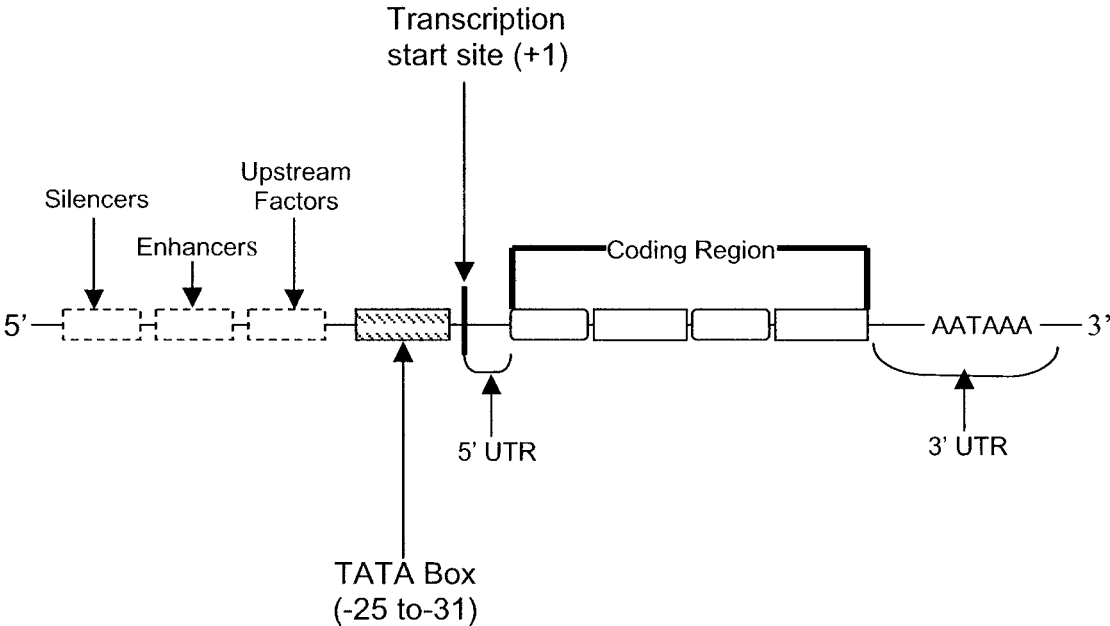 Transcription
start site (+1)
Upstream
Factors
Silencers
Enhancers
Coding Region
5’
AATAAA
3’
5’ UTR
3’ UTR
TATA Box
(-25 to-31)